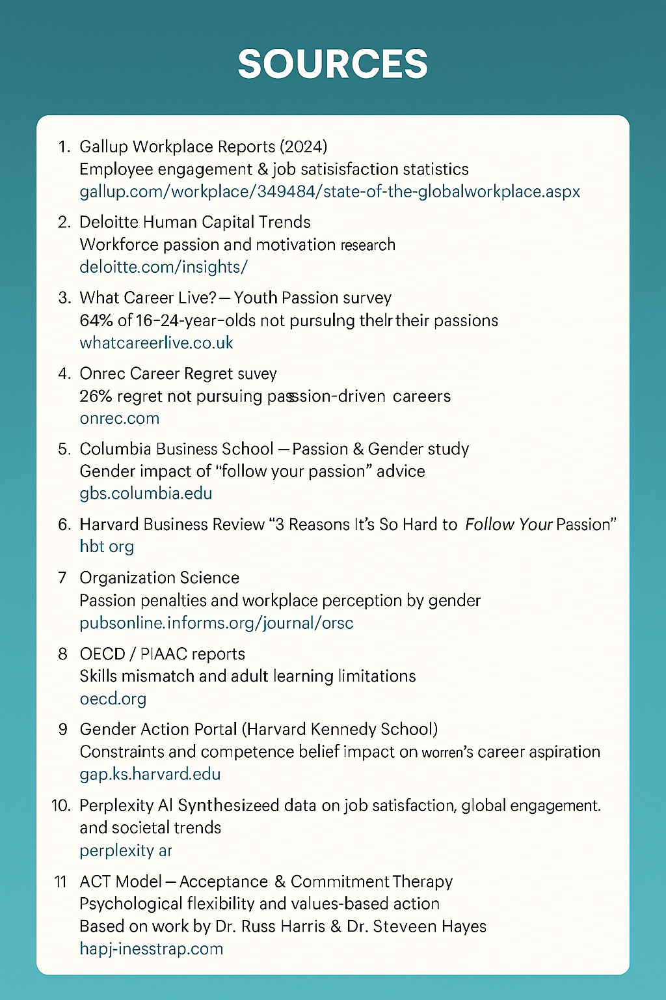 SOURCES
1. Gallup Workplace Reports (2024)
Employee engagement & job satisisfaction statistics
gallup.com/workplace/349484/state-of-the-globalworkplace.aspx
2. Deloitte Human Capital Trends
Workforce passion and motivation research
deloitte.com/insights/
3. What Career Live? – Youth Passion survey
64% of 16–24-year-olds not pursulng thelr their passions
whatcareerlive.co.uk
4. Onrec Career Regret suvey
26% regret not pursuing passsion-driven careers
onrec.com
5. Columbia Business School – Passion & Gender study
Gender impact of “follow your passion” advice
gbs.columbia.edu
6. Harvard Business Review “3 Reasons It’s So Hard to Follow Your Passion”
hbt org
7 Organization Science
Passion penalties and workplace perception by gender
pubsonline.informs.org/journal/orsc
8 OECD / PIAAC reports
Skills mismatch and adult learning limitations
oecd.org
9 Gender Action Portal (Harvard Kennedy School)
Constraints and competence belief impact on worren’s career aspiration
gap.ks.harvard.edu
10. Perplexity AI Synthesizeed data on job satisfaction, global engagement.
and societal trends
perplexity ar
11 ACT Model – Acceptance & Commitment Therapy
Psychological flexibility and values-based action
Based on work by Dr. Russ Harris & Dr. Steveen Hayes
hapj-inesstrap.com